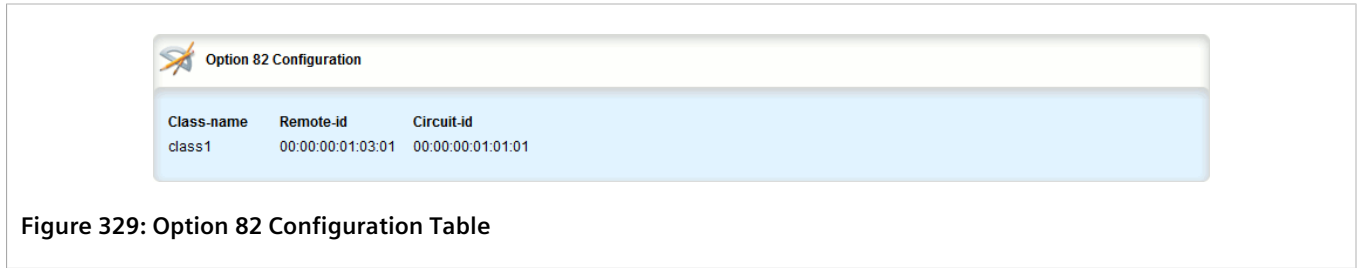 Option 82 Configuration
Class-name Remote-id Circuit-id
class1 00:00:00:01:03:01 00:00:00:01:01:01
Figure 329: Option 82 Configuration Table